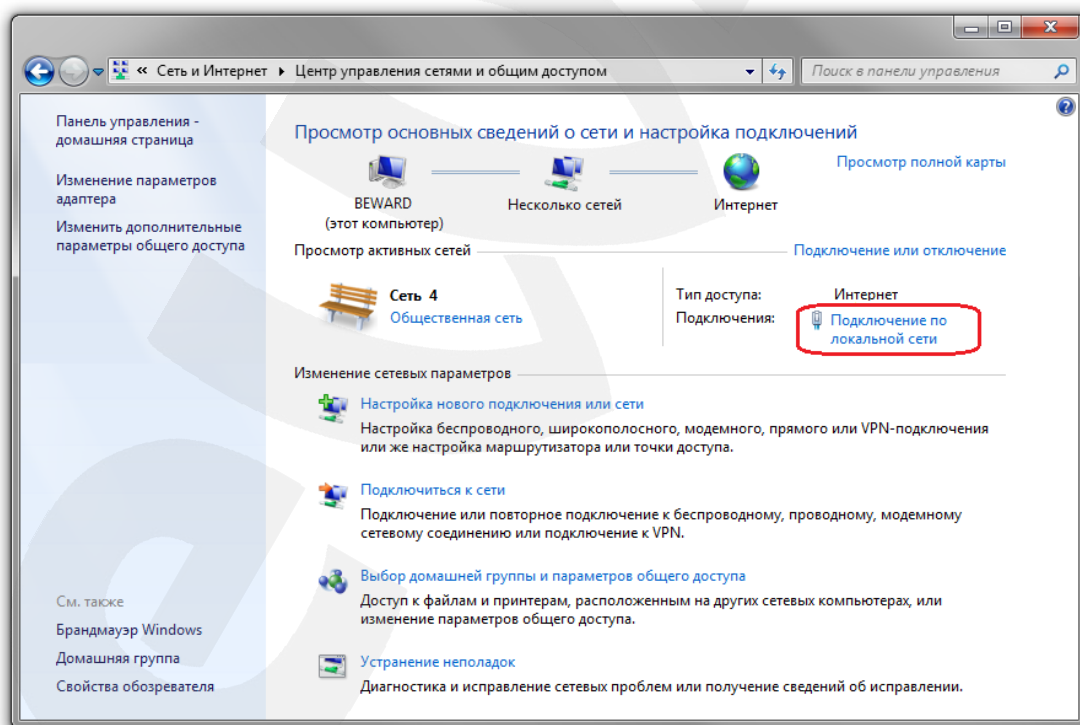 « Сеть и Интернет ▸ Центр управления сетями и общим доступом
Поиск в панели управления
Панель управления -
домашняя страница
Изменение параметров
адаптера
Изменить дополнительные
параметры общего доступа
См. также
Брандмауэр Windows
Домашняя группа
Свойства обозревателя
Просмотр основных сведений о сети и настройка подключений
Просмотр полной карты
BEWARD
(этот компьютер)
Несколько сетей
Интернет
Просмотр активных сетей
Подключение или отключение
Сеть 4
Общественная сеть
Тип доступа: Интернет
Подключения: Подключение по
локальной сети
Изменение сетевых параметров
Настройка нового подключения или сети
Настройка беспроводного, широкополосного, модемного, прямого или VPN-подключения
или же настройка маршрутизатора или точки доступа.
Подключиться к сети
Подключение или повторное подключение к беспроводному, проводному, модемному
сетевому соединению или подключение к VPN.
Выбор домашней группы и параметров общего доступа
Доступ к файлам и принтерам, расположенным на других сетевых компьютерах, или
изменение параметров общего доступа.
Устранение неполадок
Диагностика и исправление сетевых проблем или получение сведений об исправлении.